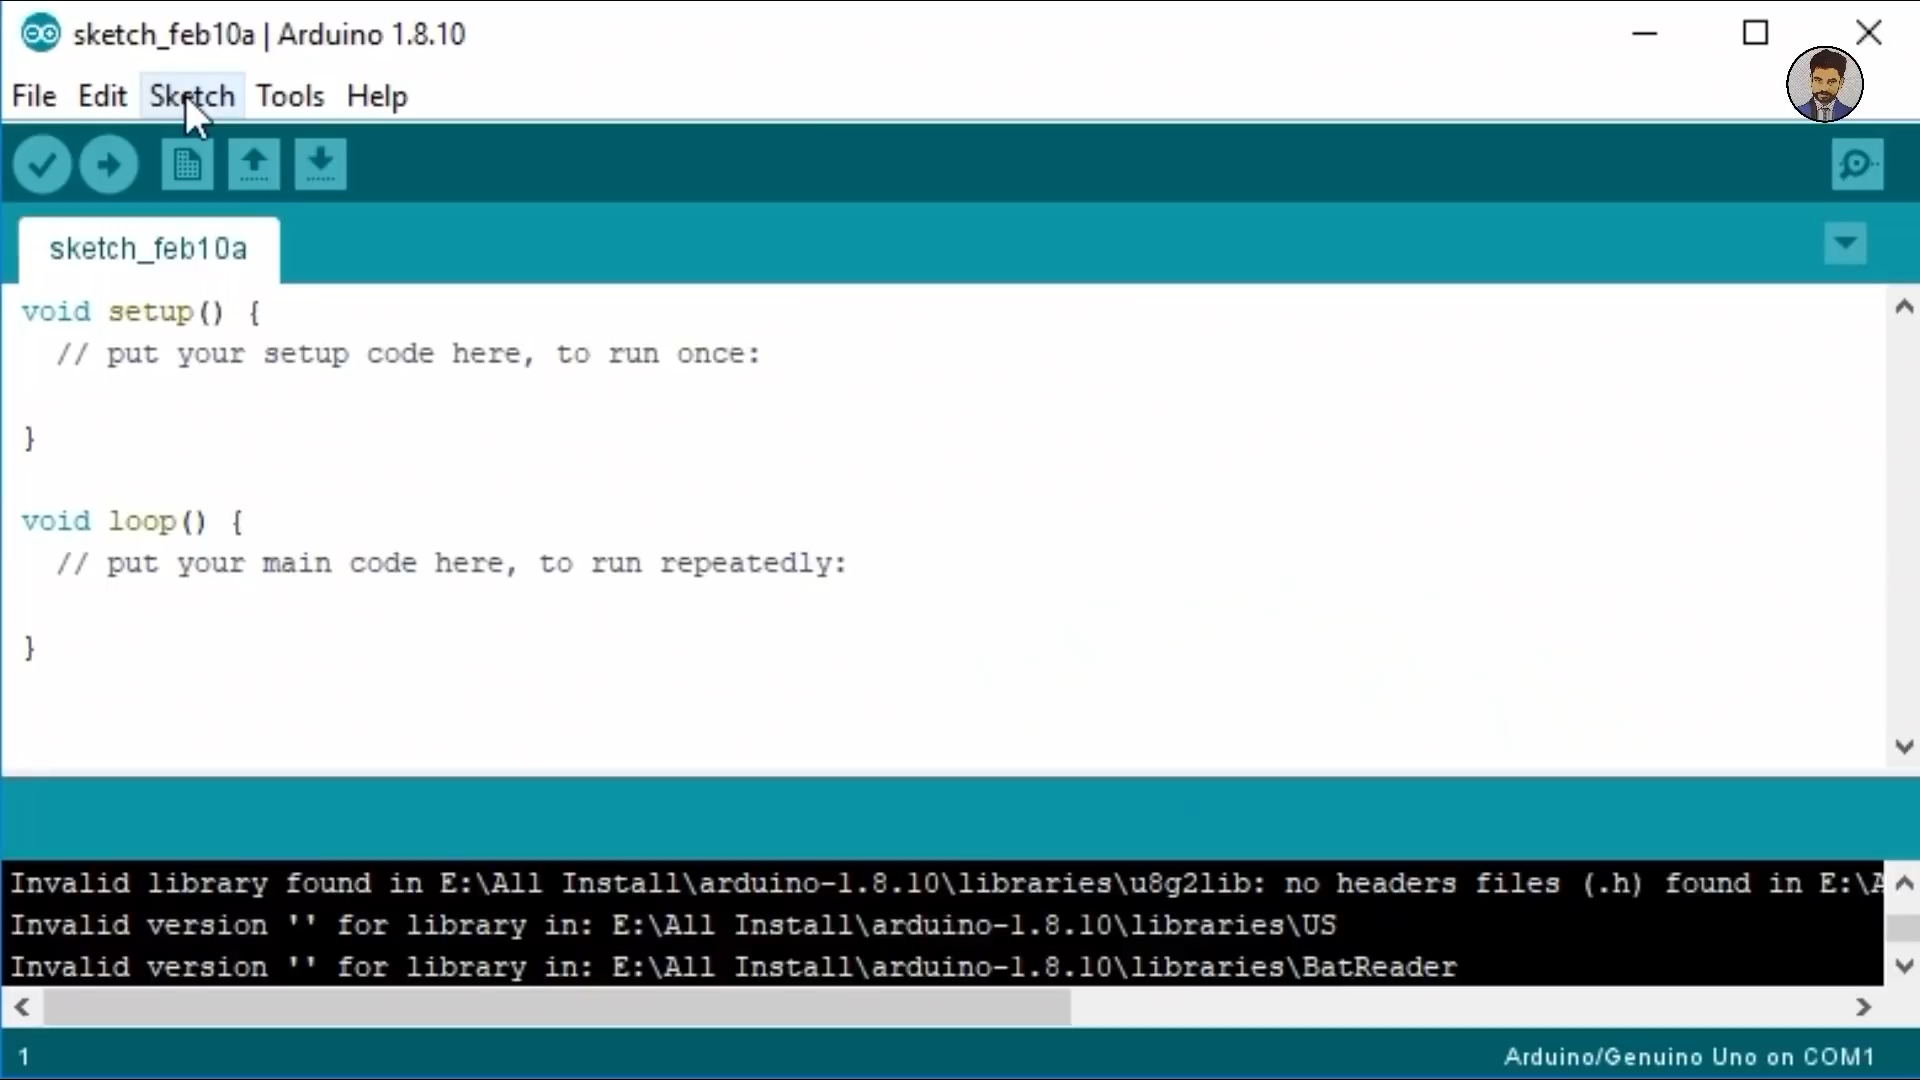 sketch_feb10a | Arduino 1.8.10
File Edit Sketch Tools Help
sketch_feb10a
void setup() {
// put your setup code here, to run once:
}
void loop() {
// put your main code here, to run repeatedly:
}
Invalid library found in E:\All Install\arduino-1.8.10\libraries\u8g2lib: no headers files (.h) found in E:\A
Invalid version '' for library in: E:\All Install\arduino-1.8.10\libraries\US
Invalid version '' for library in: E:\All Install\arduino-1.8.10\libraries\BatReader
1
Arduino/Genuino Uno on COM1